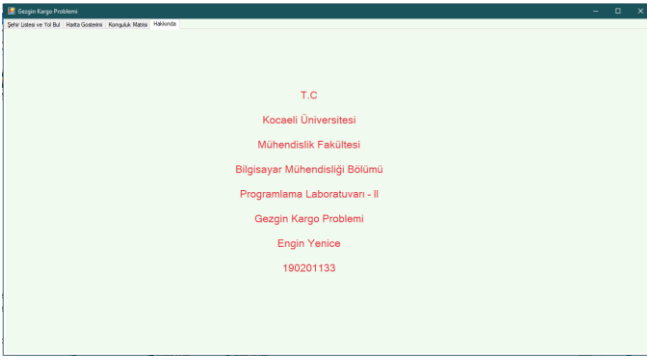 Gezgin Kargo Problemi
Şehir Listesi ve Yol Bul Harita Gösterimi Komşuluk Matrisi Hakkında
T.C
Kocaeli Üniversitesi
Mühendislik Fakültesi
Bilgisayar Mühendisliği Bölümü
Programlama Laboratuvarı - II
Gezgin Kargo Problemi
Engin Yenice
190201133